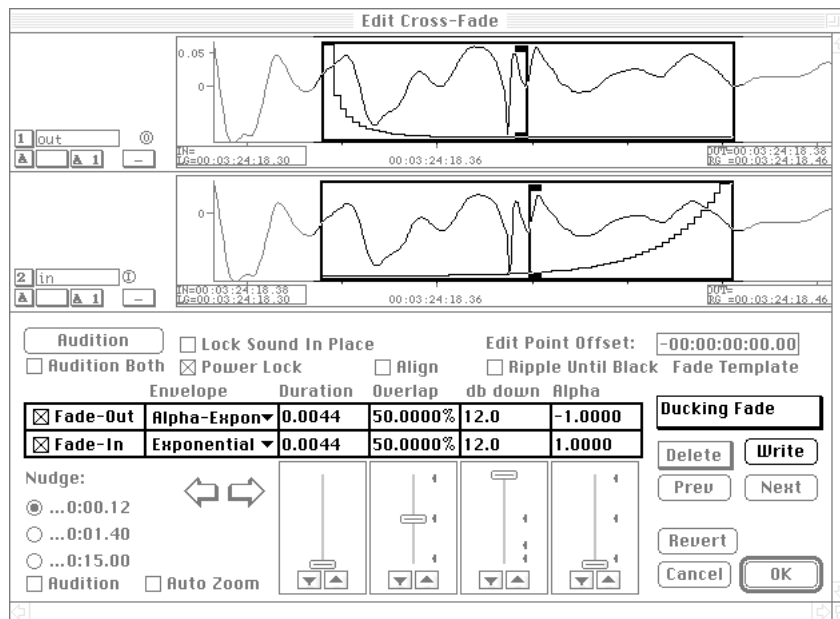 Edit Cross-Fade
0.05
0
1 out O
A A 1 –
IN=
LG=00:03:24:18.30
00:03:24:18.36
OUT=00:03:24:18.38
RG =00:03:24:18.46
0
2 in I
A A 1 –
IN=00:03:24:18.38
LG=00:03:24:18.30
00:03:24:18.36
OUT=
RG =00:03:24:18.46
Audition Lock Sound In Place Edit Point Offset: -00:00:00:00.00
Audition Both Power Lock Align Ripple Until Black Fade Template
Envelope Duration Overlap db down Alpha
Fade-Out Alpha-Expon 0.0044 50.0000% 12.0 -1.0000 Ducking Fade
Fade-In Exponential 0.0044 50.0000% 12.0 1.0000
Delete Write
Nudge:
Prev Next
...0:00.12
...0:01.40
...0:15.00
Revert
Audition Auto Zoom
Cancel OK